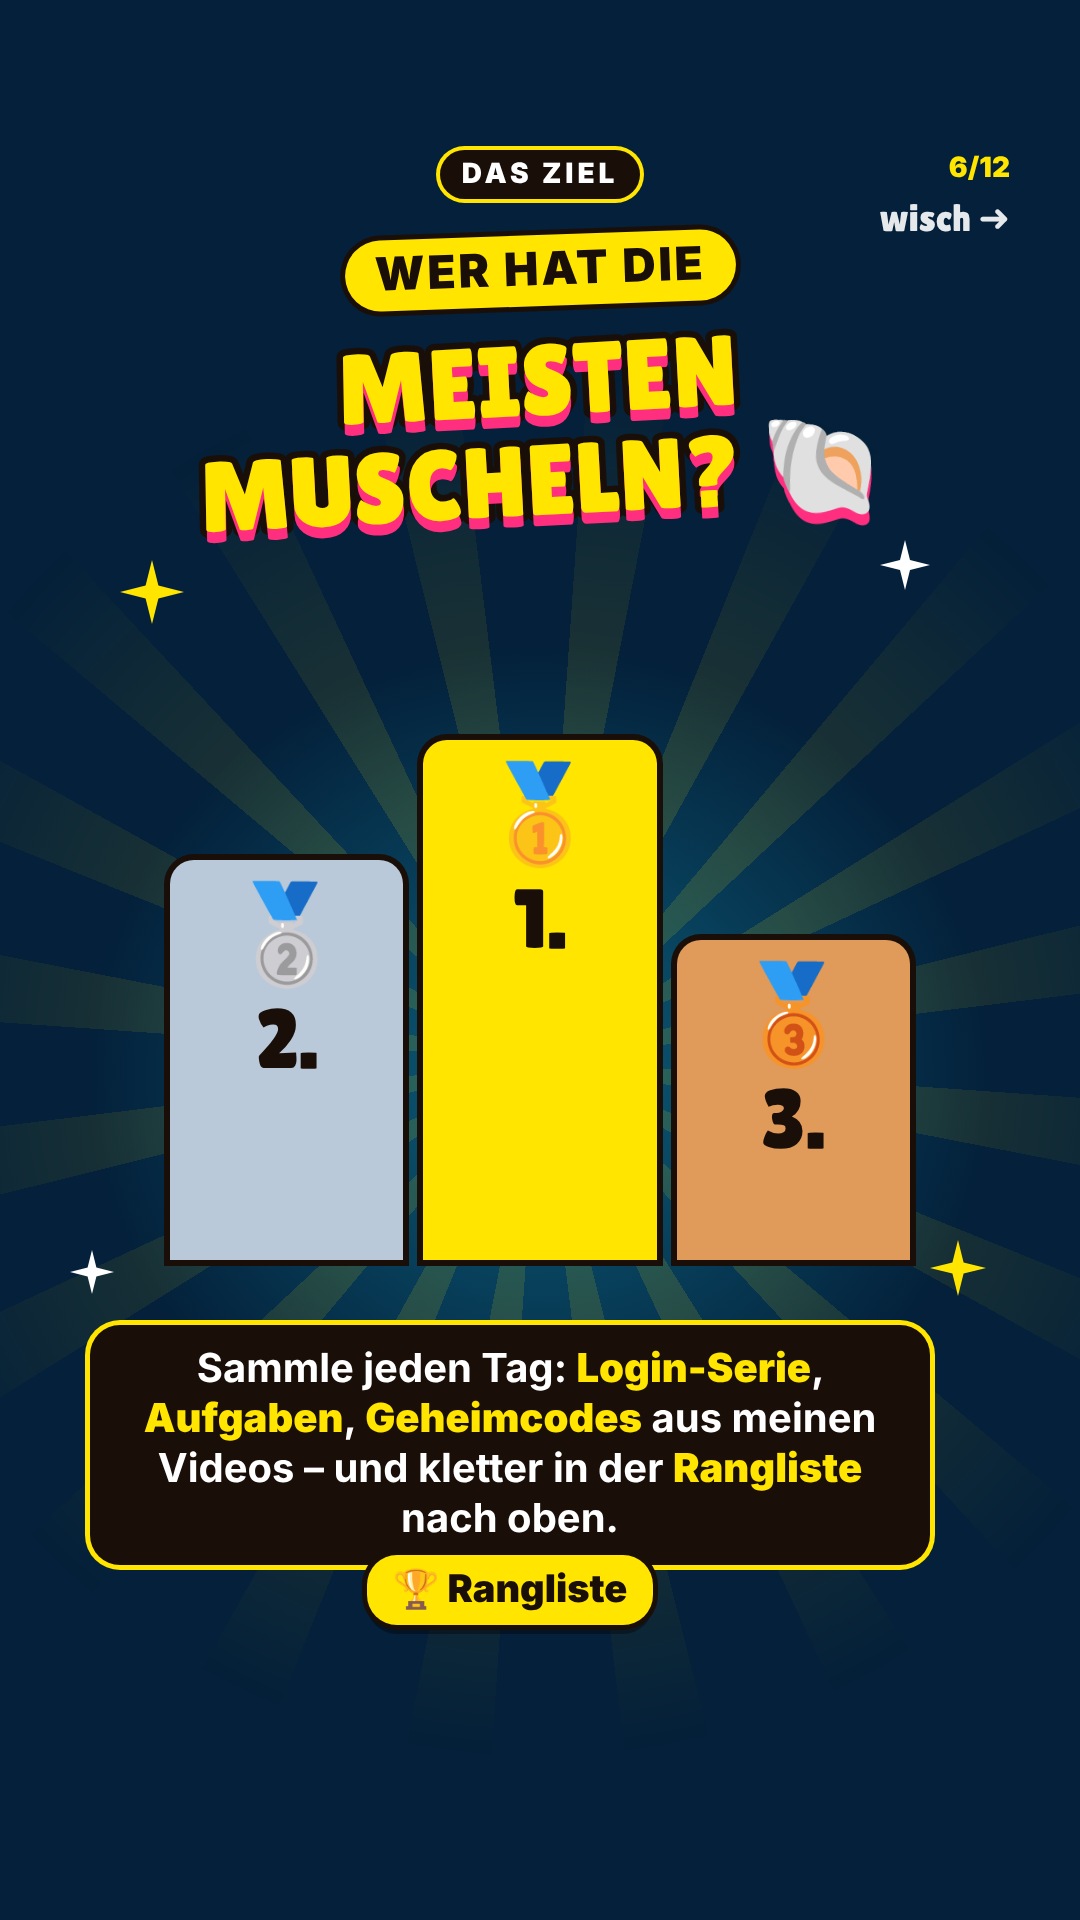 DAS ZIEL
6/12
wisch →
WER HAT DIE
MEISTEN
MUSCHELN?
1
1.
2
2.
3
3.
Sammle jeden Tag: Login-Serie,
Aufgaben, Geheimcodes aus meinen
Videos – und kletter in der Rangliste
nach oben.
🏆 Rangliste